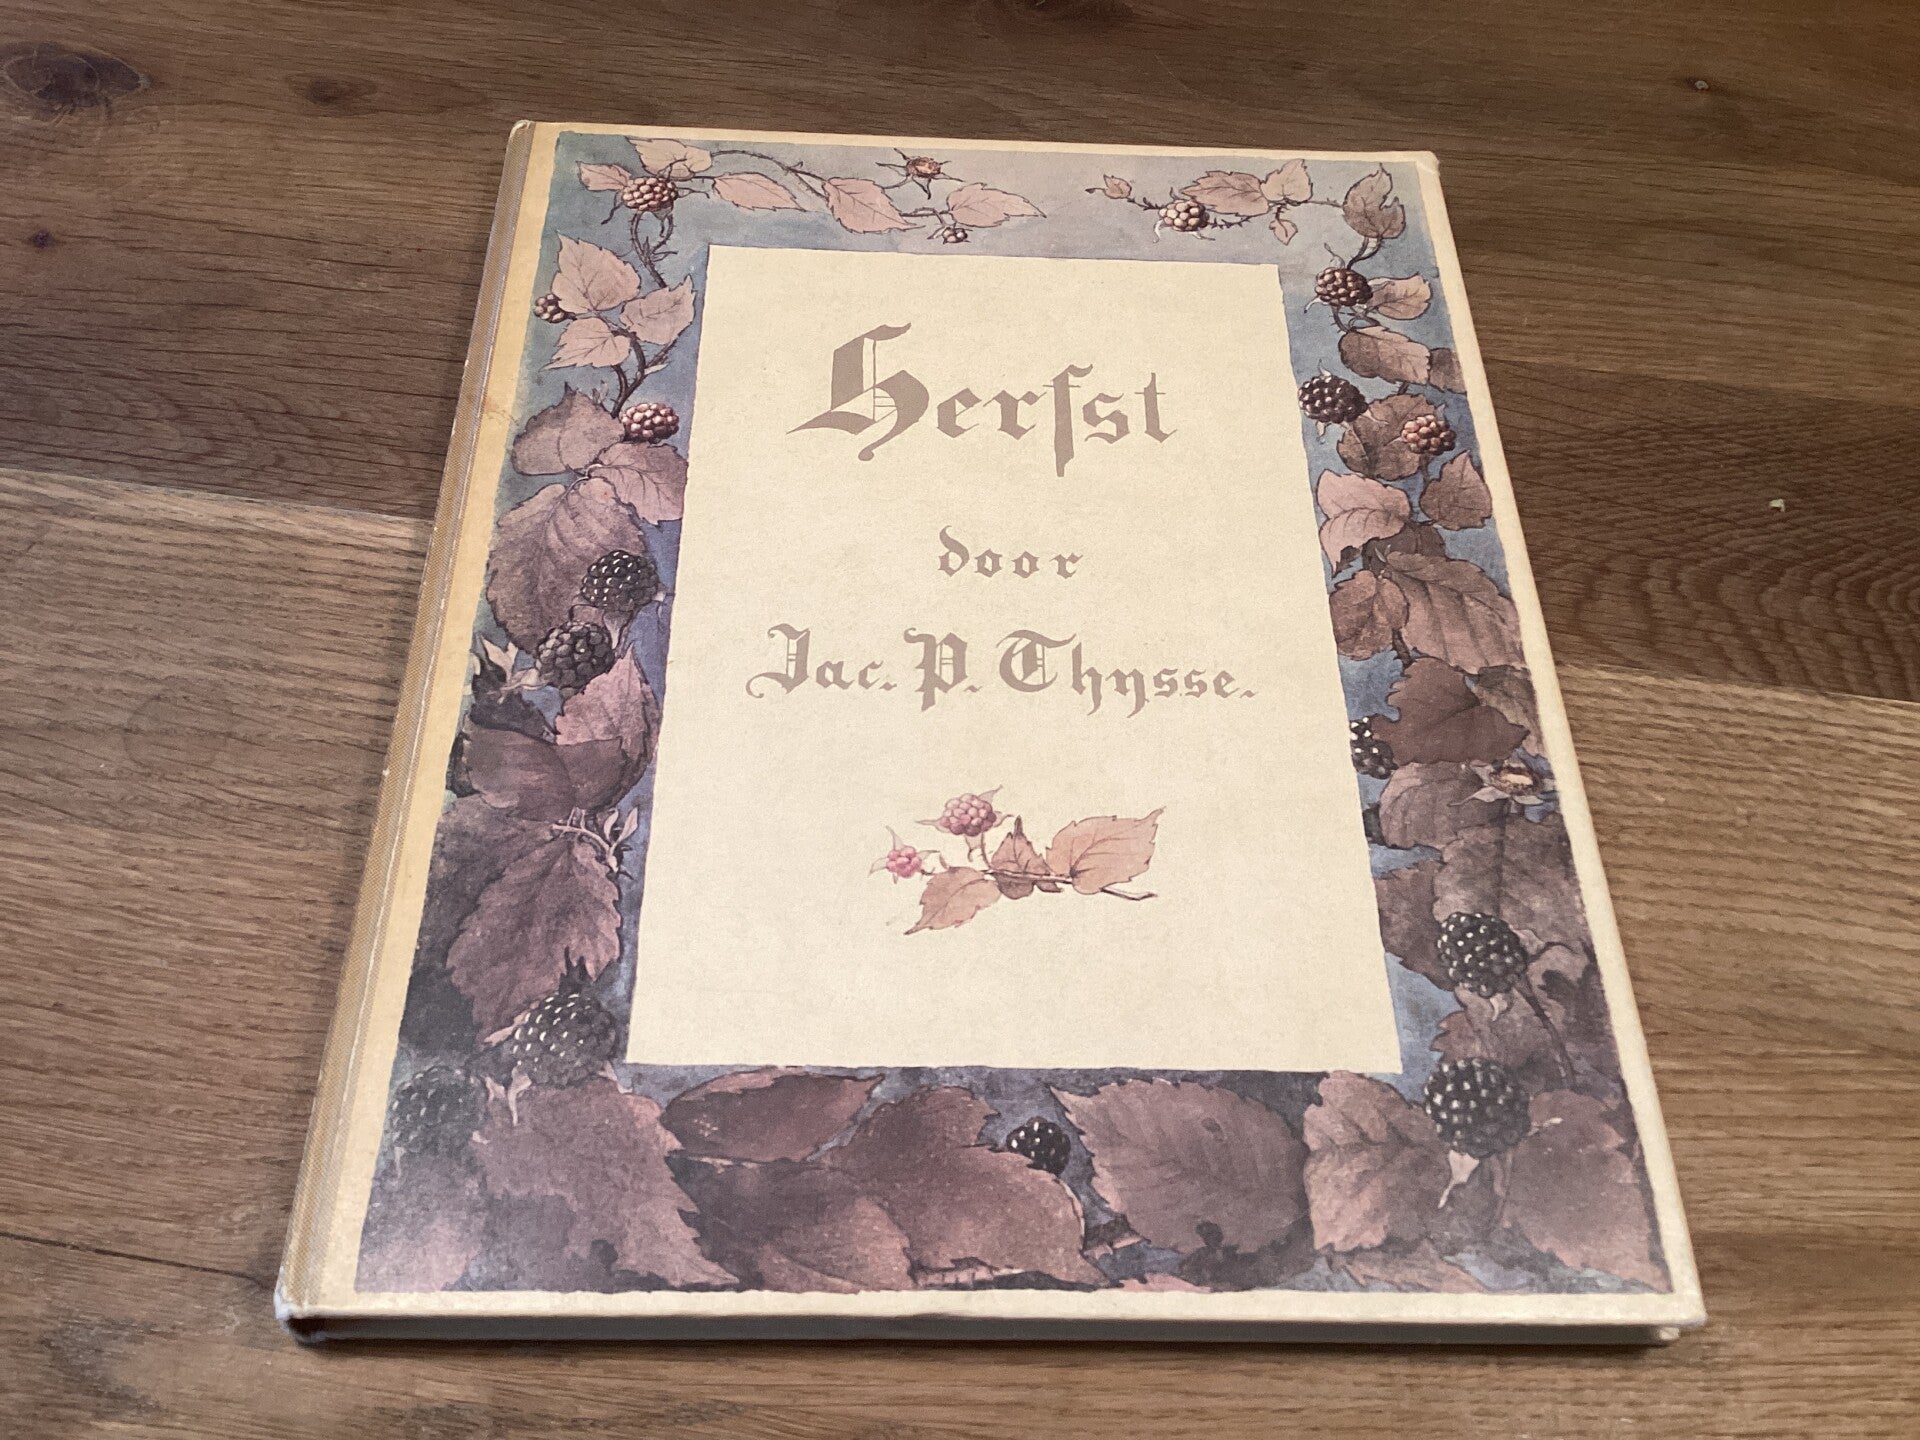 Herfst
door
Jac. P. Thysse.